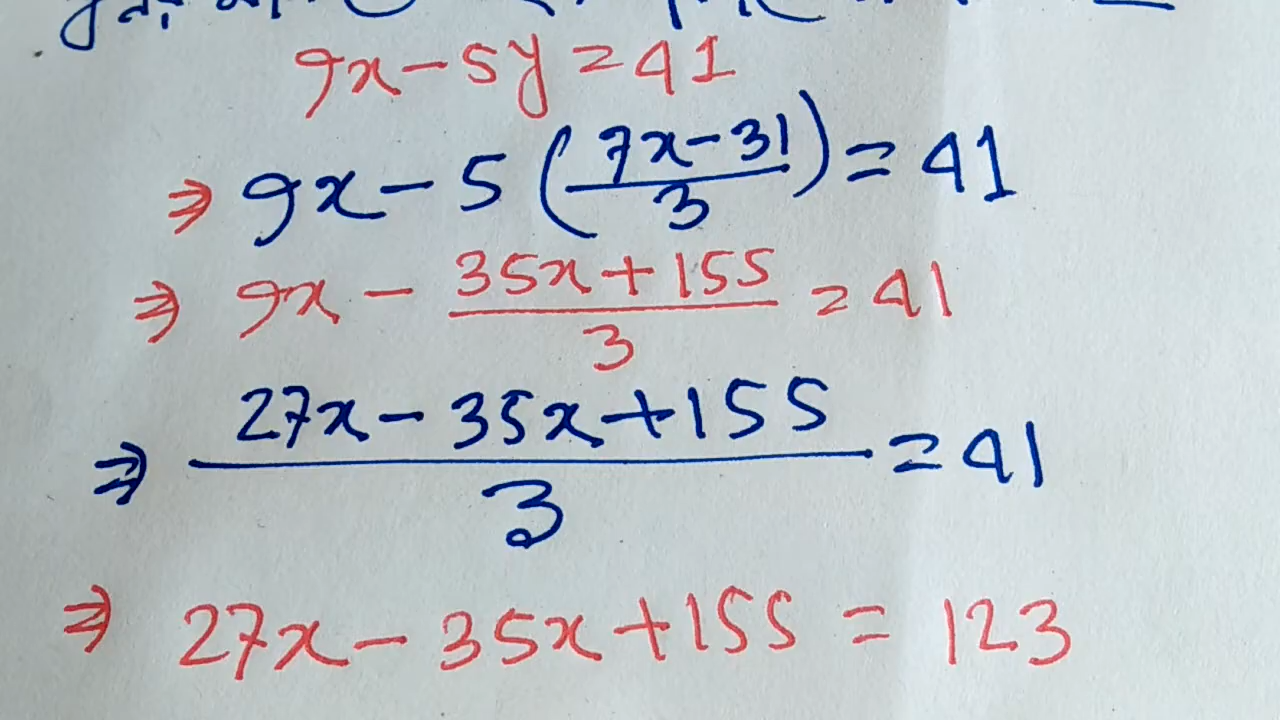 9x - 5y = 41
⇒ 9x - 5 (7x - 31 / 3) = 41
⇒ 9x - 35x + 155 / 3 = 41
⇒ 27x - 35x + 155 / 3 = 41
⇒ 27x - 35x + 155 = 123